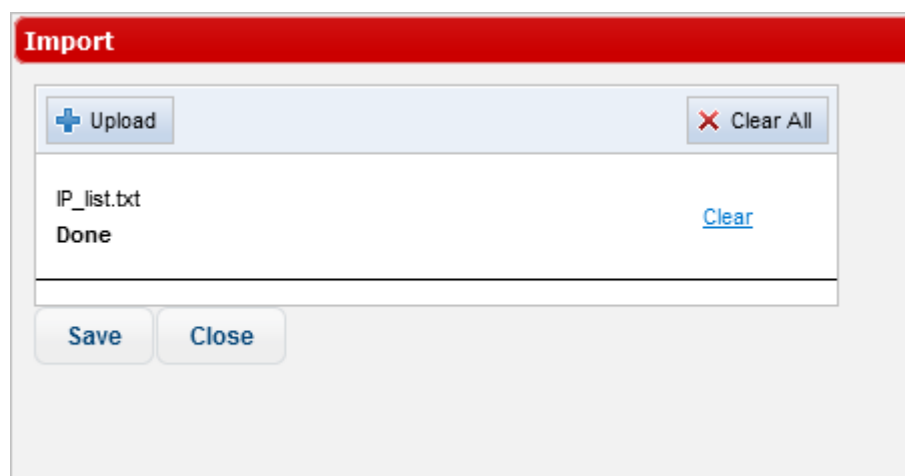 Import
Upload
Clear All
IP_list.txt
Clear
Done
Save
Close